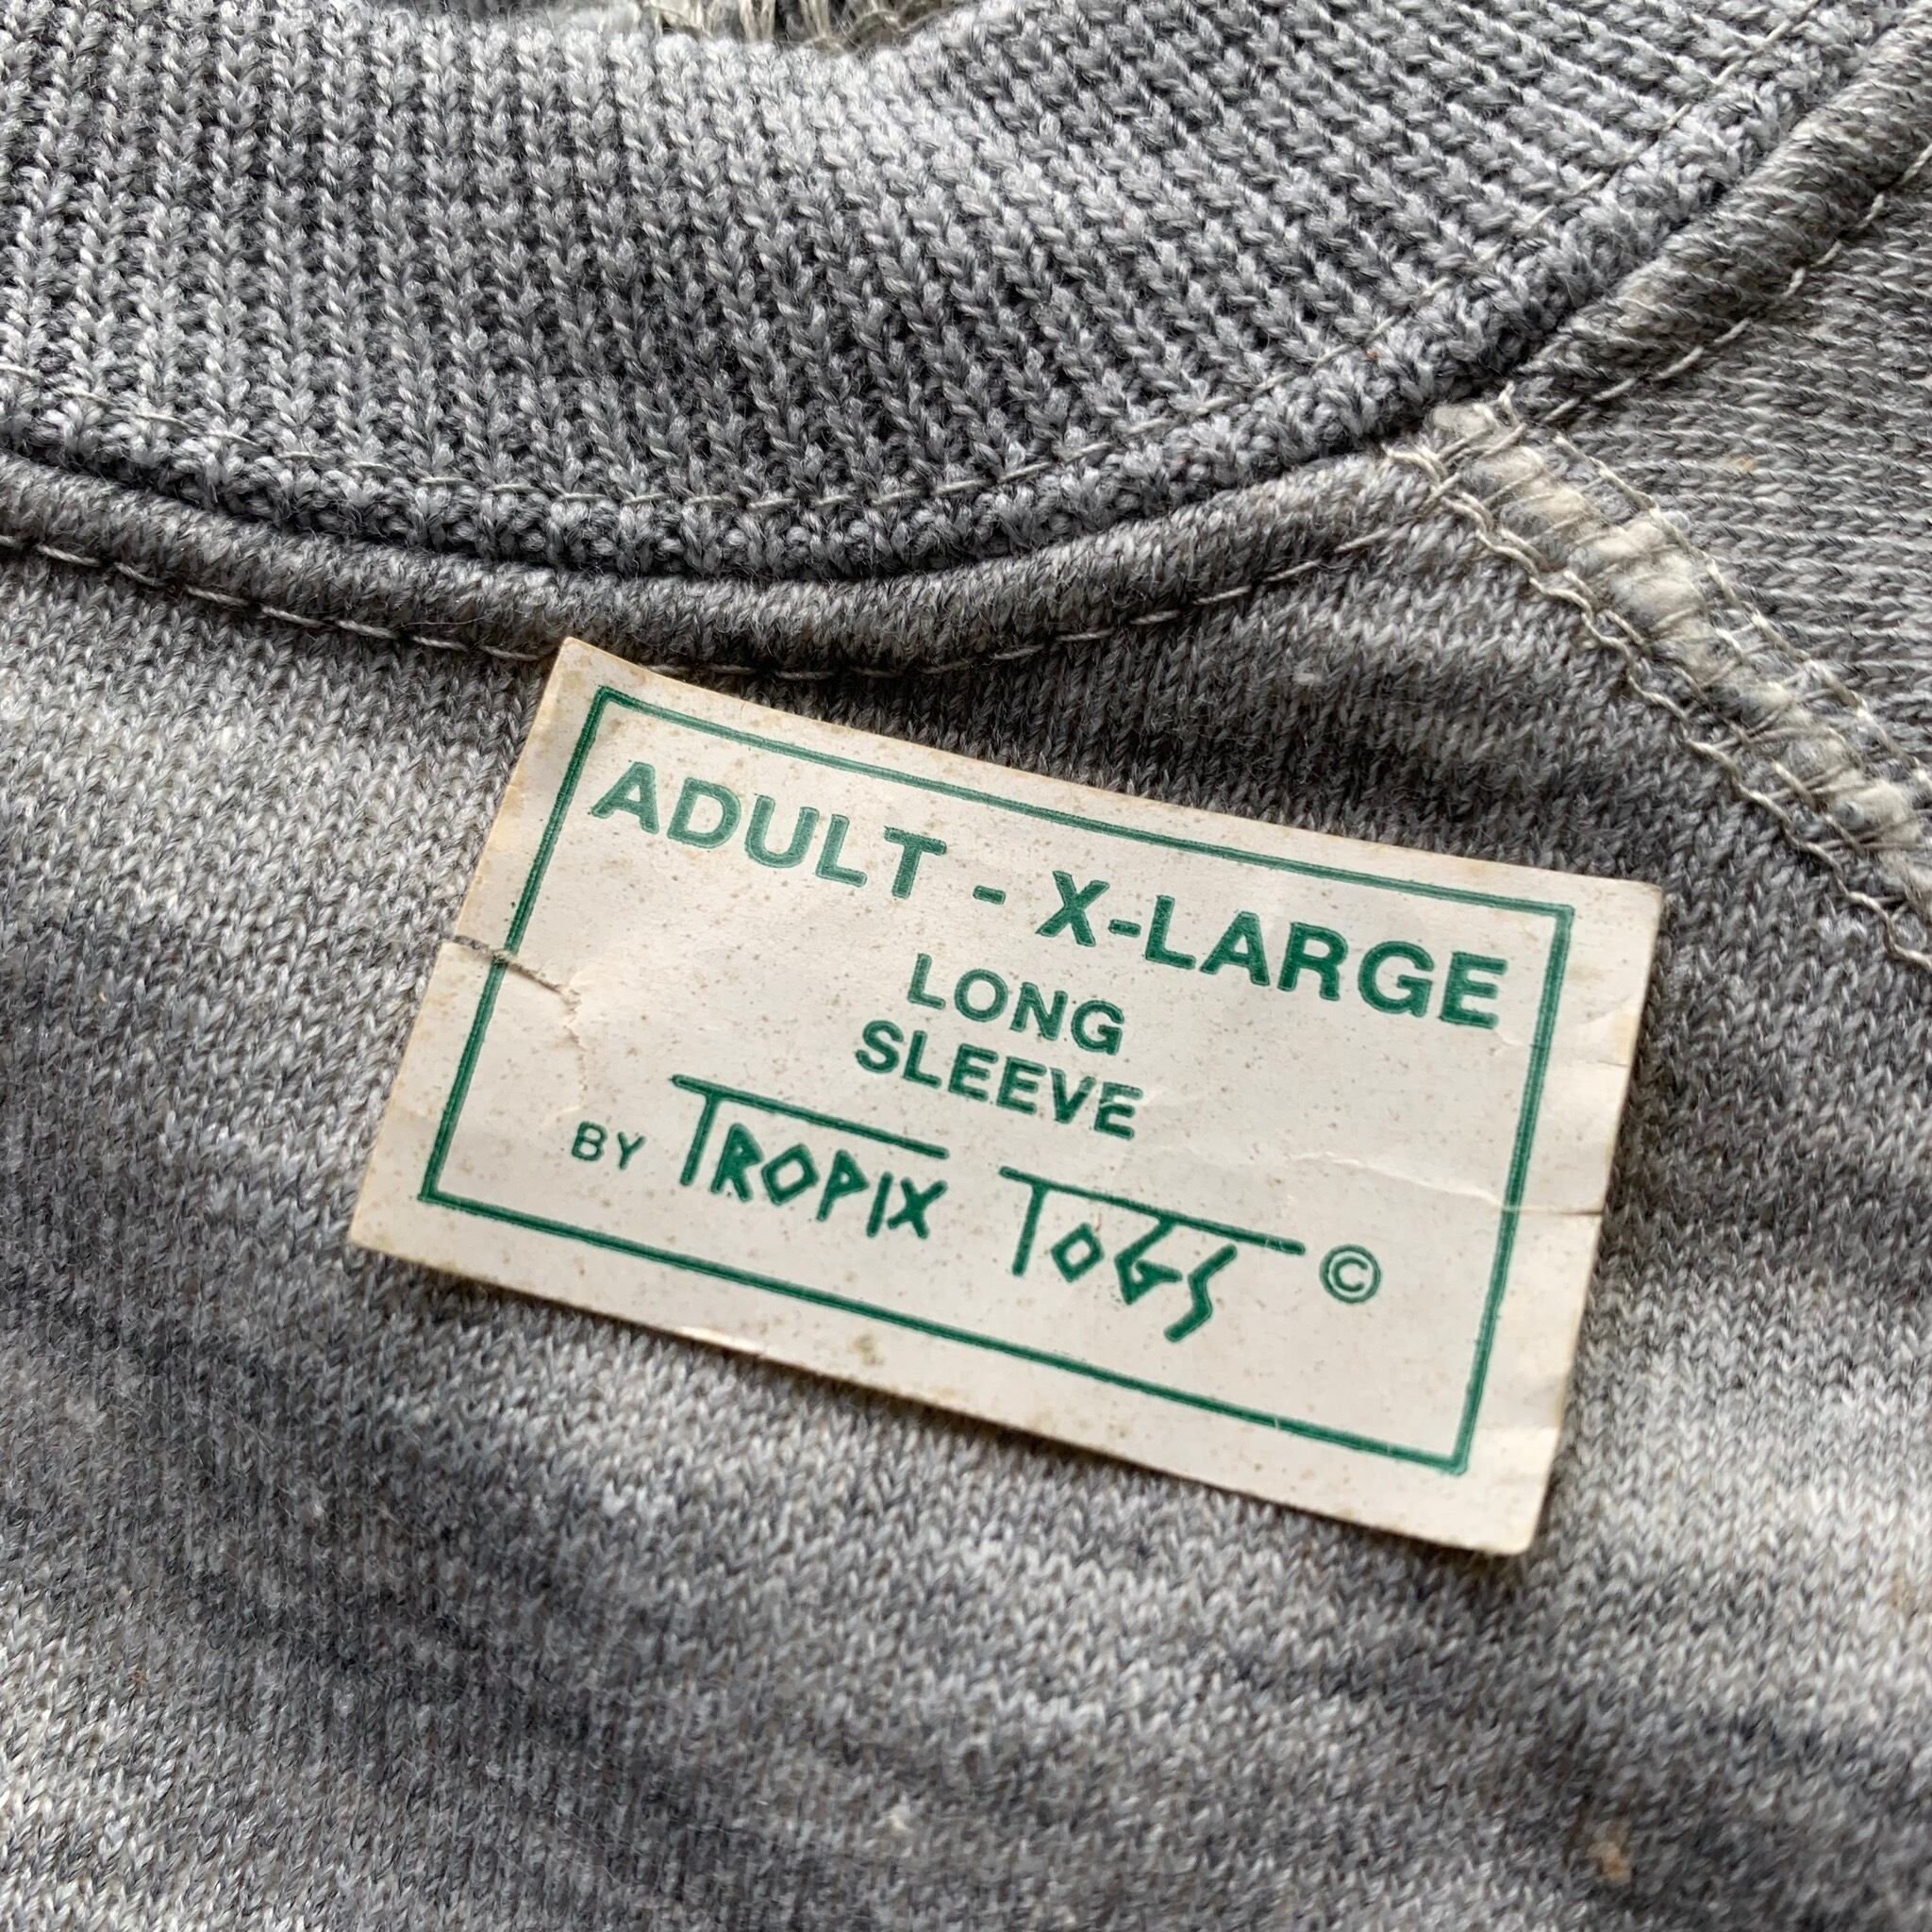 ADULT - X-LARGE
LONG
SLEEVE
BY TROPIX TOGS ©